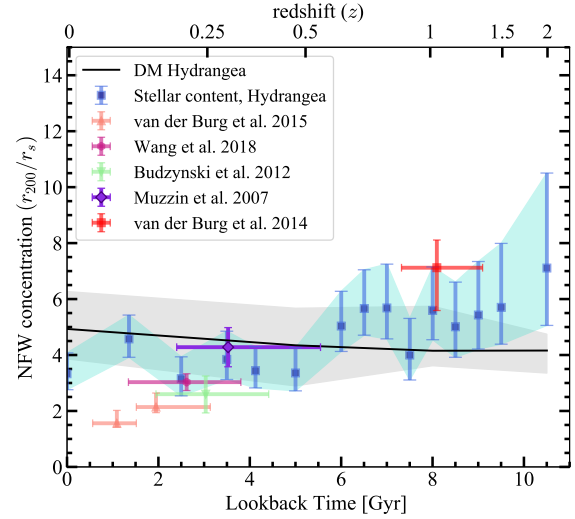 redshift (z)
0 0.25 0.5 1 1.5 2
DM Hydrangea
Stellar content, Hydrangea
van der Burg et al. 2015
Wang et al. 2018
Budzynski et al. 2012
Muzzin et al. 2007
van der Burg et al. 2014
NFW concentration (r200/rs)
14
12
10
8
6
4
2
0
0 2 4 6 8 10
Lookback Time [Gyr]